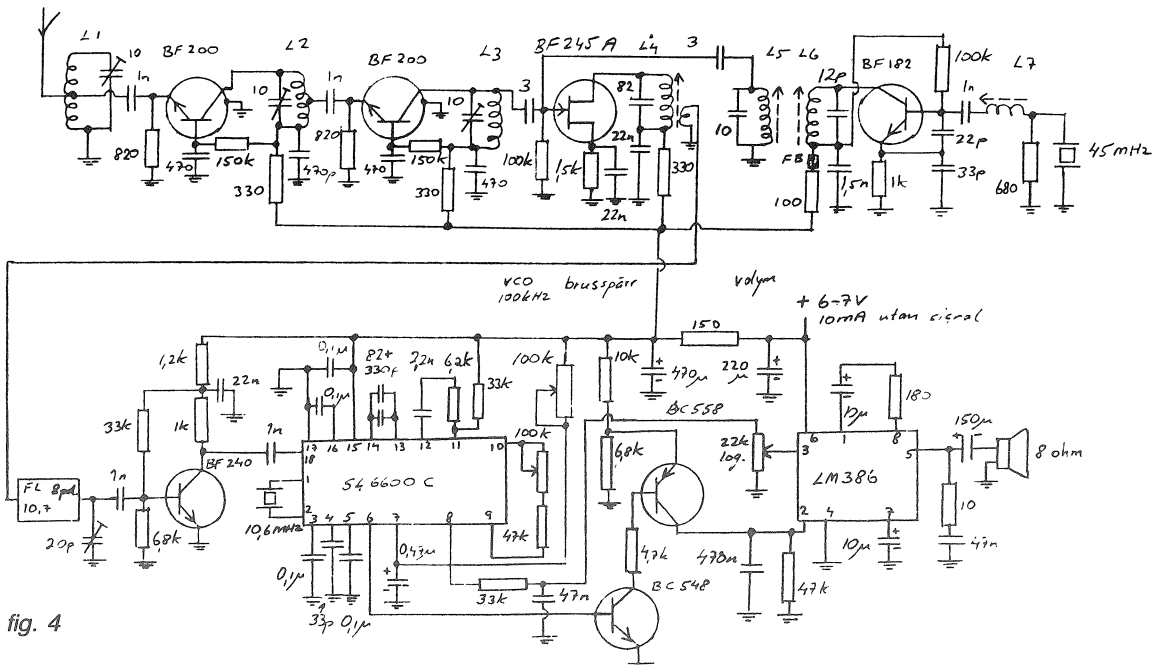 L1
10
1n
BF200
820
470
150k
10
L2
470p
330
1n
820
BF200
470
150k
10
L3
470
330
3
BF245A
100k
1,5k
22n
82
L4
22n
330
3
10
L5 L6
12p
FB
1,5n
100
BF182
1k
100k
1n
22p
33p
L7
680
45MHz
VCO
100kHz
brusspärr
volym
+ 6-7V
10mA utan signal
1,2k
22n
33k
1k
1n
BF240
FL 8pol.
10,7
20p
1n
6,8k
10,6MHz
0,1µ
0,1µ
82+
330p
2,2n
6,2k
33k
100k
100k
47k
17 16 15 14 13 12 11 10
18
1
2
3 4 5 6 7 8 9
SL6600C
0,1µ
33p
0,1µ
0,47µ
33k
47n
10k
6,8k
BC558
4,7k
BC548
150
470µ
220
µ
22k
log.
470n
47k
6 1 8
3
5
2 4 7
LM386
10µ
180
10µ
150µ
8 ohm
10
47n
fig. 4